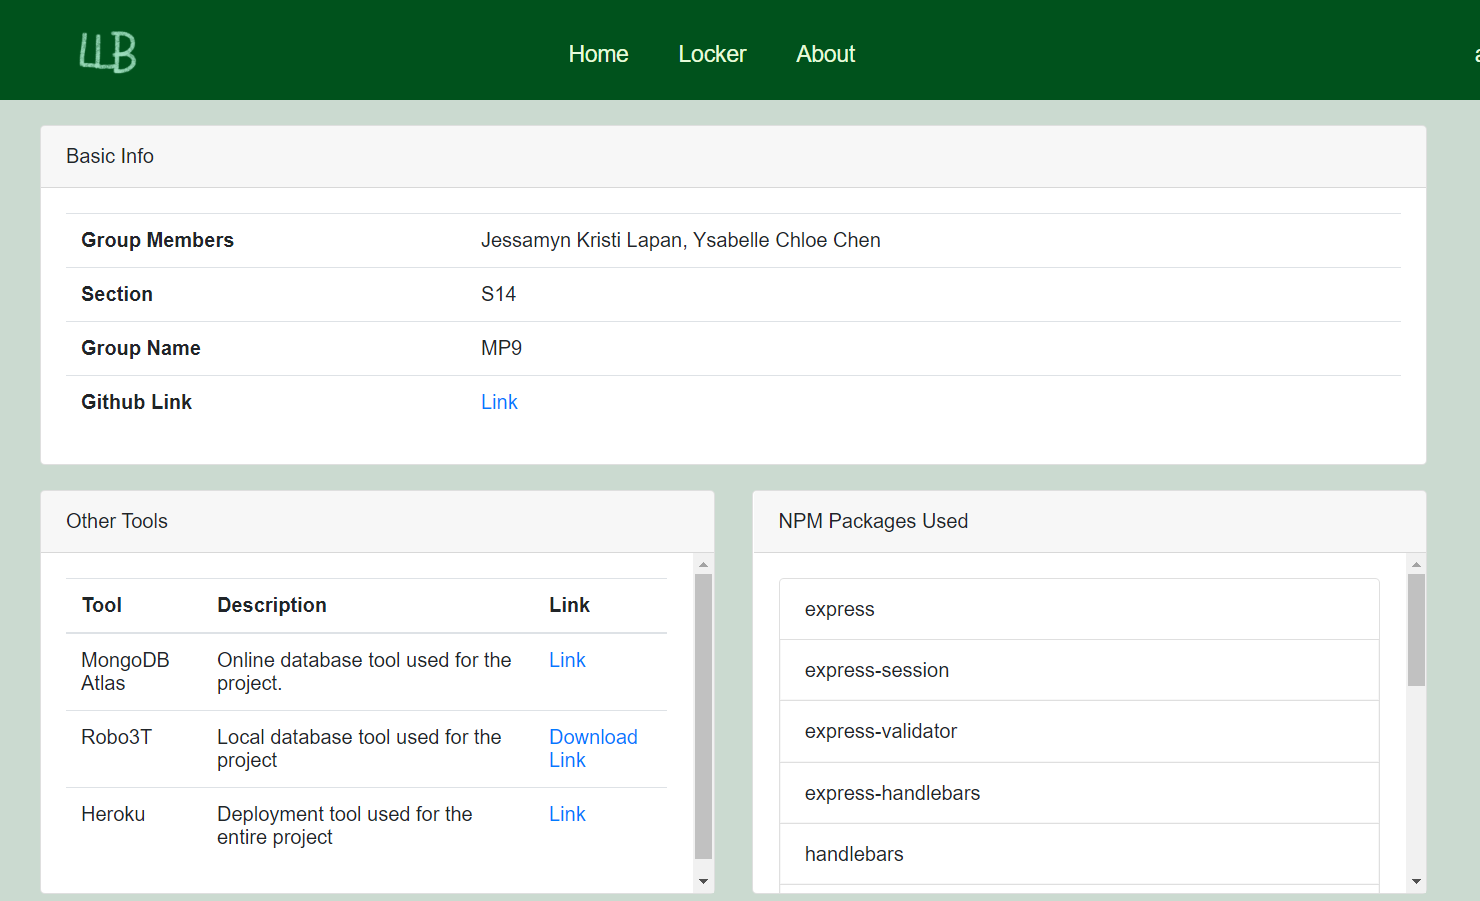 LLB
Home Locker About a
Basic Info
Group Members Jessamyn Kristi Lapan, Ysabelle Chloe Chen
Section S14
Group Name MP9
Github Link Link
Other Tools
Tool Description Link
MongoDB Atlas Online database tool used for the project. Link
Robo3T Local database tool used for the project Download Link
Heroku Deployment tool used for the entire project Link
NPM Packages Used
express
express-session
express-validator
express-handlebars
handlebars